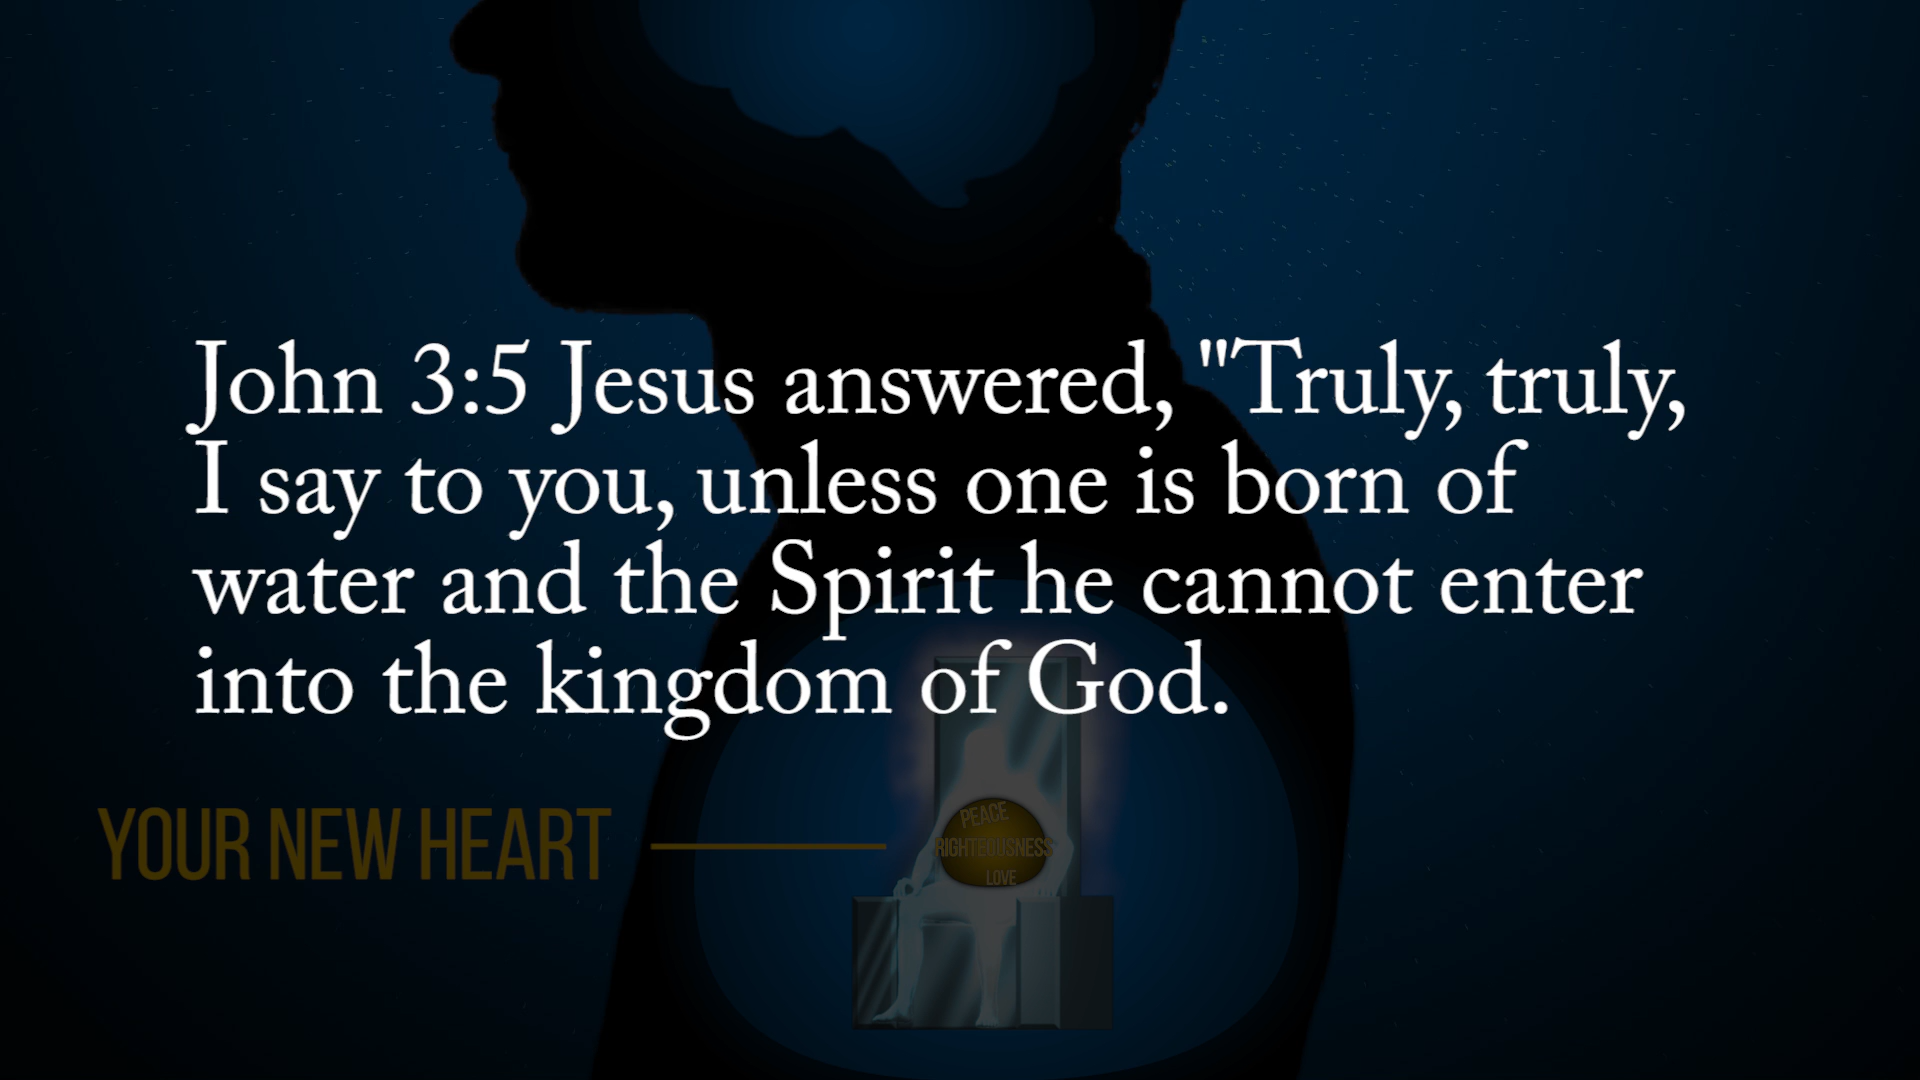 John 3:5 Jesus answered, "Truly, truly,
I say to you, unless one is born of
water and the Spirit he cannot enter
into the kingdom of God.
YOUR NEW HEART
PEACE
RIGHTEOUSNESS
LOVE